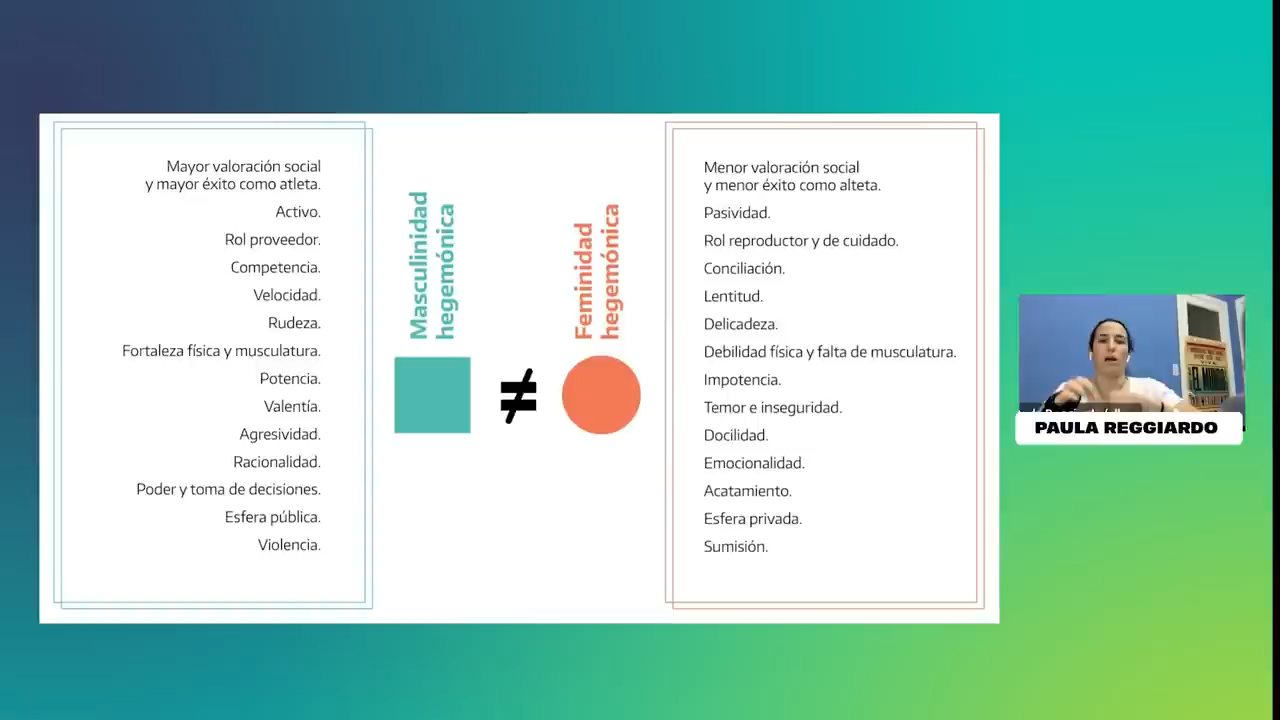 Mayor valoración social
y mayor éxito como atleta.
Activo.
Rol proveedor.
Competencia.
Velocidad.
Rudeza.
Fortaleza física y musculatura.
Potencia.
Valentía.
Agresividad.
Racionalidad.
Poder y toma de decisiones.
Esfera pública.
Violencia.
Masculinidad
hegemónica
≠
Feminidad
hegemónica
Menor valoración social
y menor éxito como alteta.
Pasividad.
Rol reproductor y de cuidado.
Conciliación.
Lentitud.
Delicadeza.
Debilidad física y falta de musculatura.
Impotencia.
Temor e inseguridad.
Docilidad.
Emocionalidad.
Acatamiento.
Esfera privada.
Sumisión.
PAULA REGGIARDO